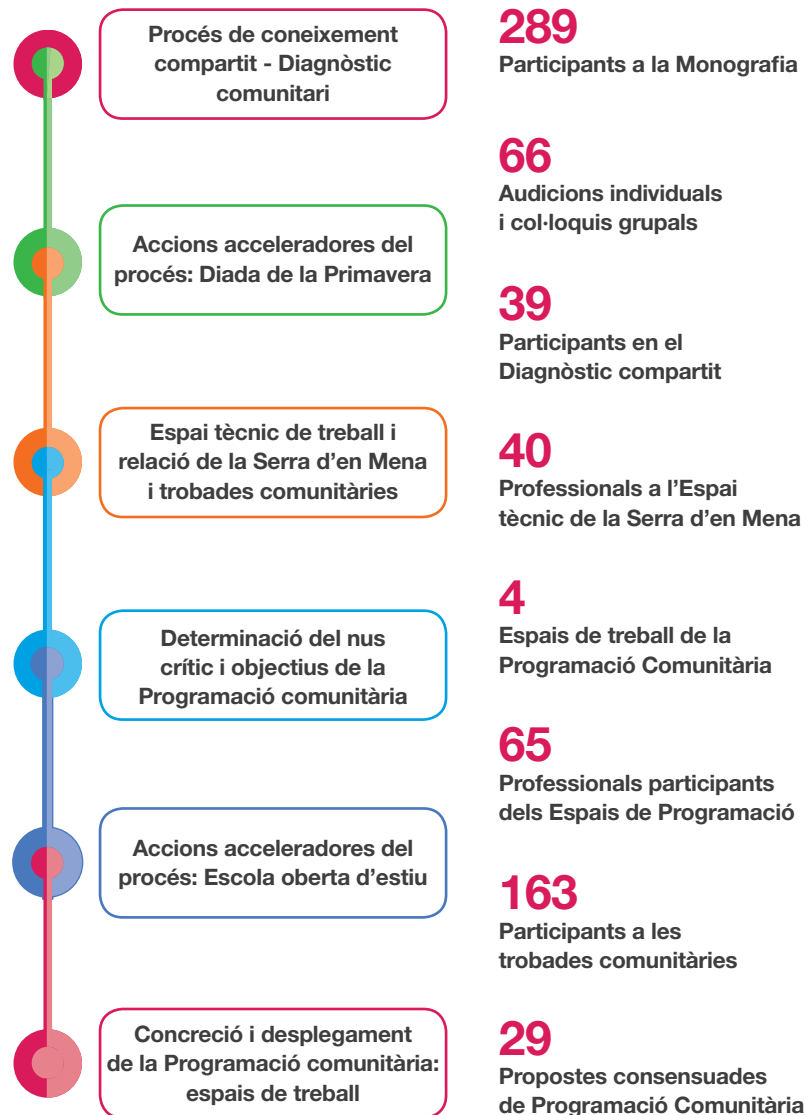 Procés de coneixement
compartit - Diagnòstic
comunitari
Accions acceleradores del
procés: Diada de la Primavera
Espai tècnic de treball i
relació de la Serra d’en Mena
i trobades comunitàries
Determinació del nus
crític i objectius de la
Programació comunitària
Accions acceleradores del
procés: Escola oberta d’estiu
Concreció i desplegament
de la Programació comunitària:
espais de treball
289
Participants a la Monografia
66
Audicions individuals
i col·loquis grupals
39
Participants en el
Diagnòstic compartit
40
Professionals a l’Espai
tècnic de la Serra d’en Mena
4
Espais de treball de la
Programació Comunitària
65
Professionals participants
dels Espais de Programació
163
Participants a les
trobades comunitàries
29
Propostes consensuades
de Programació Comunitària